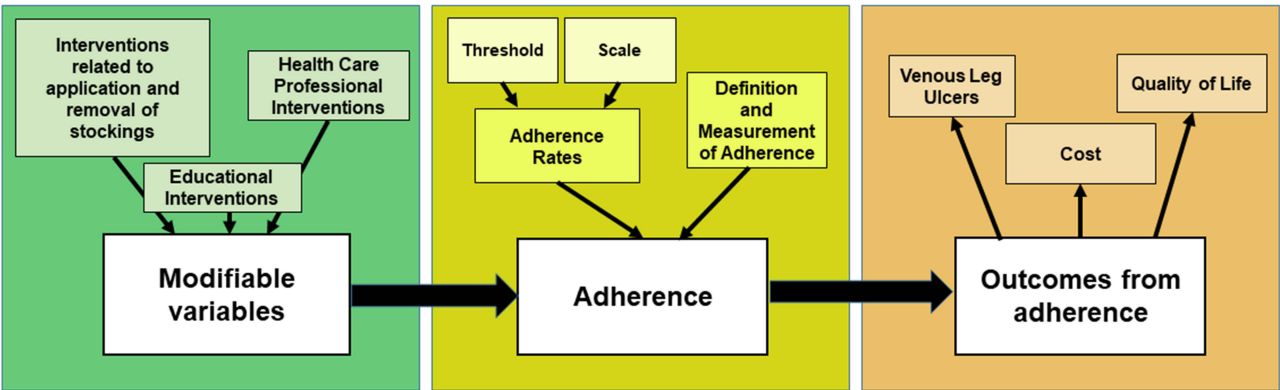 Interventions
related to
application and
removal of
stockings
Health Care
Professional
Interventions
Educational
Interventions
Modifiable
variables
Threshold
Scale
Adherence
Rates
Definition
and
Measurement
of Adherence
Adherence
Venous Leg
Ulcers
Cost
Quality of Life
Outcomes from
adherence